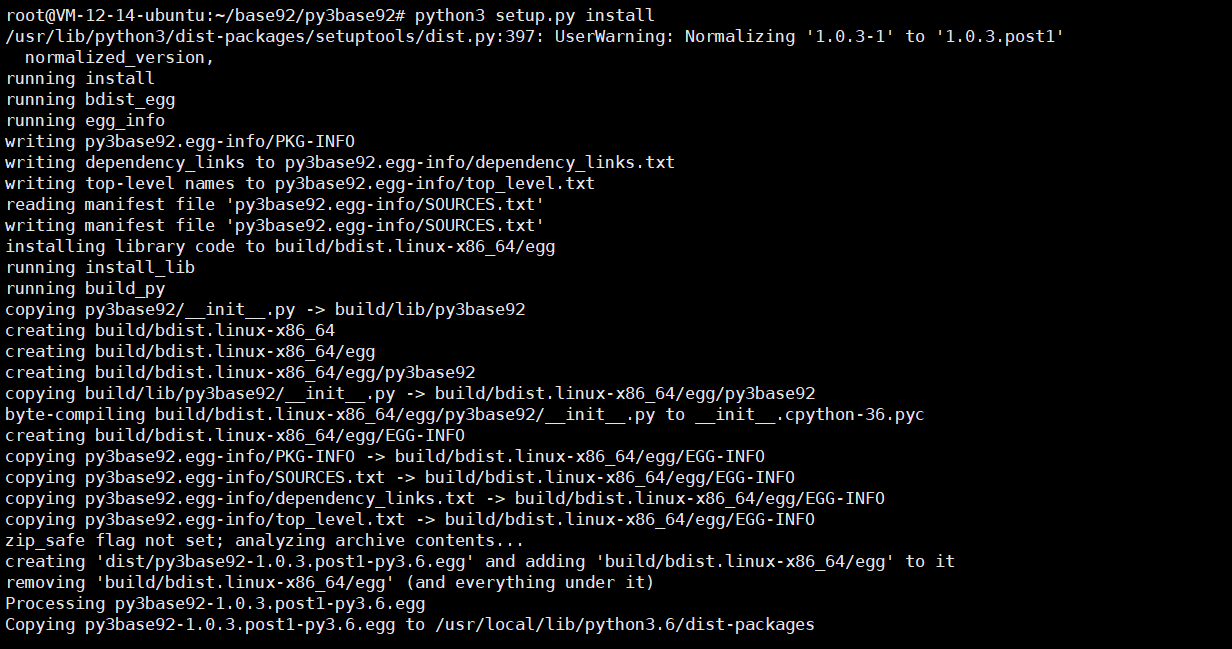 root@VM-12-14-ubuntu:~/base92/py3base92# python3 setup.py install
/usr/lib/python3/dist-packages/setuptools/dist.py:397: UserWarning: Normalizing '1.0.3-1' to '1.0.3.post1'
  normalized_version,
running install
running bdist_egg
running egg_info
writing py3base92.egg-info/PKG-INFO
writing dependency_links to py3base92.egg-info/dependency_links.txt
writing top-level names to py3base92.egg-info/top_level.txt
reading manifest file 'py3base92.egg-info/SOURCES.txt'
writing manifest file 'py3base92.egg-info/SOURCES.txt'
installing library code to build/bdist.linux-x86_64/egg
running install_lib
running build_py
copying py3base92/__init__.py -> build/lib/py3base92
creating build/bdist.linux-x86_64
creating build/bdist.linux-x86_64/egg
creating build/bdist.linux-x86_64/egg/py3base92
copying build/lib/py3base92/__init__.py -> build/bdist.linux-x86_64/egg/py3base92
byte-compiling build/bdist.linux-x86_64/egg/py3base92/__init__.py to __init__.cpython-36.pyc
creating build/bdist.linux-x86_64/egg/EGG-INFO
copying py3base92.egg-info/PKG-INFO -> build/bdist.linux-x86_64/egg/EGG-INFO
copying py3base92.egg-info/SOURCES.txt -> build/bdist.linux-x86_64/egg/EGG-INFO
copying py3base92.egg-info/dependency_links.txt -> build/bdist.linux-x86_64/egg/EGG-INFO
copying py3base92.egg-info/top_level.txt -> build/bdist.linux-x86_64/egg/EGG-INFO
zip_safe flag not set; analyzing archive contents...
creating 'dist/py3base92-1.0.3.post1-py3.6.egg' and adding 'build/bdist.linux-x86_64/egg' to it
removing 'build/bdist.linux-x86_64/egg' (and everything under it)
Processing py3base92-1.0.3.post1-py3.6.egg
Copying py3base92-1.0.3.post1-py3.6.egg to /usr/local/lib/python3.6/dist-packages